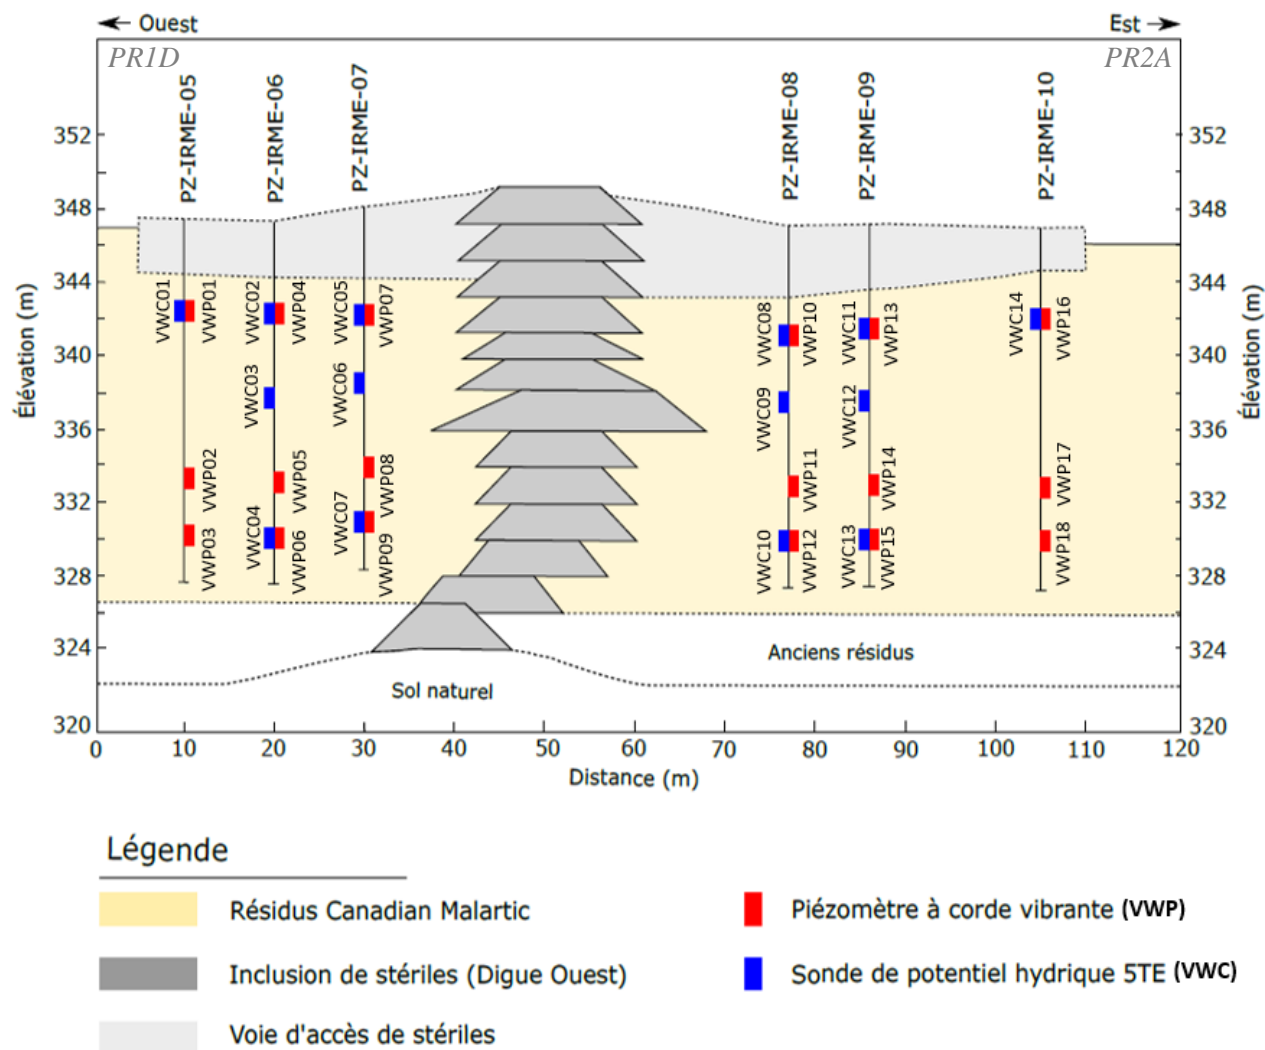 ← Ouest
Est →
PR1D
PR2A
PZ-IRME-05
PZ-IRME-06
PZ-IRME-07
PZ-IRME-08
PZ-IRME-09
PZ-IRME-10
352
348
344
340
336
332
328
324
320
Élévation (m)
352
348
344
340
336
332
328
324
320
Élévation (m)
VWC01
VWP01
VWP02
VWP03
VWC02
VWP04
VWC03
VWP05
VWC04
VWP06
VWC05
VWP07
VWC06
VWP08
VWC07
VWP09
VWC08
VWP10
VWC09
VWP11
VWC10
VWP12
VWC11
VWP13
VWC12
VWP14
VWC13
VWP15
VWC14
VWP16
VWP17
VWP18
Anciens résidus
Sol naturel
0 10 20 30 40 50 60 70 80 90 100 110 120
Distance (m)
Légende
Résidus Canadian Malartic
Inclusion de stériles (Digue Ouest)
Voie d'accès de stériles
Piézomètre à corde vibrante (VWP)
Sonde de potentiel hydrique 5TE (VWC)